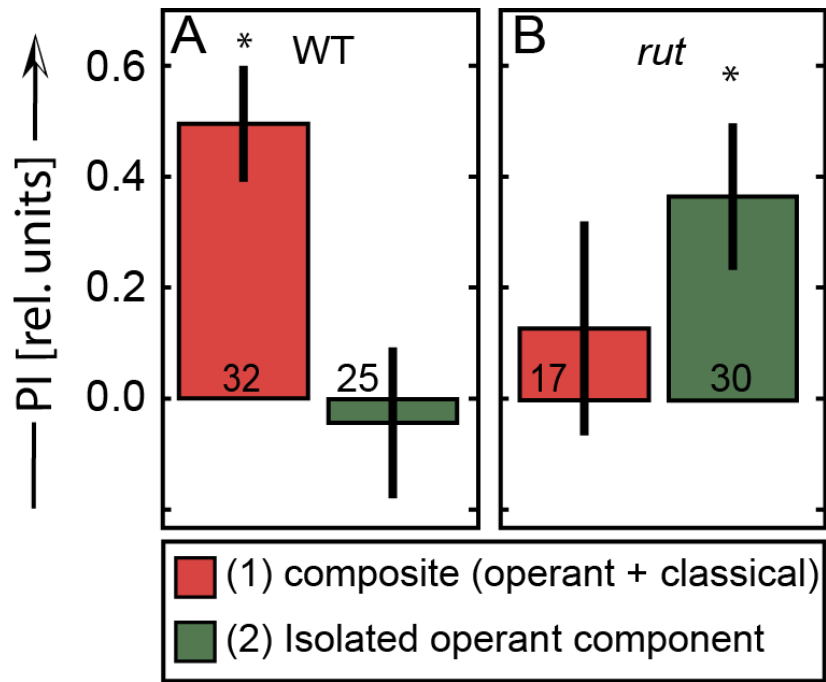 PI [rel. units]
0.6
0.4
0.2
0.0
A
*
WT
32
25
B
rut
*
17
30
(1) composite (operant + classical)
(2) Isolated operant component